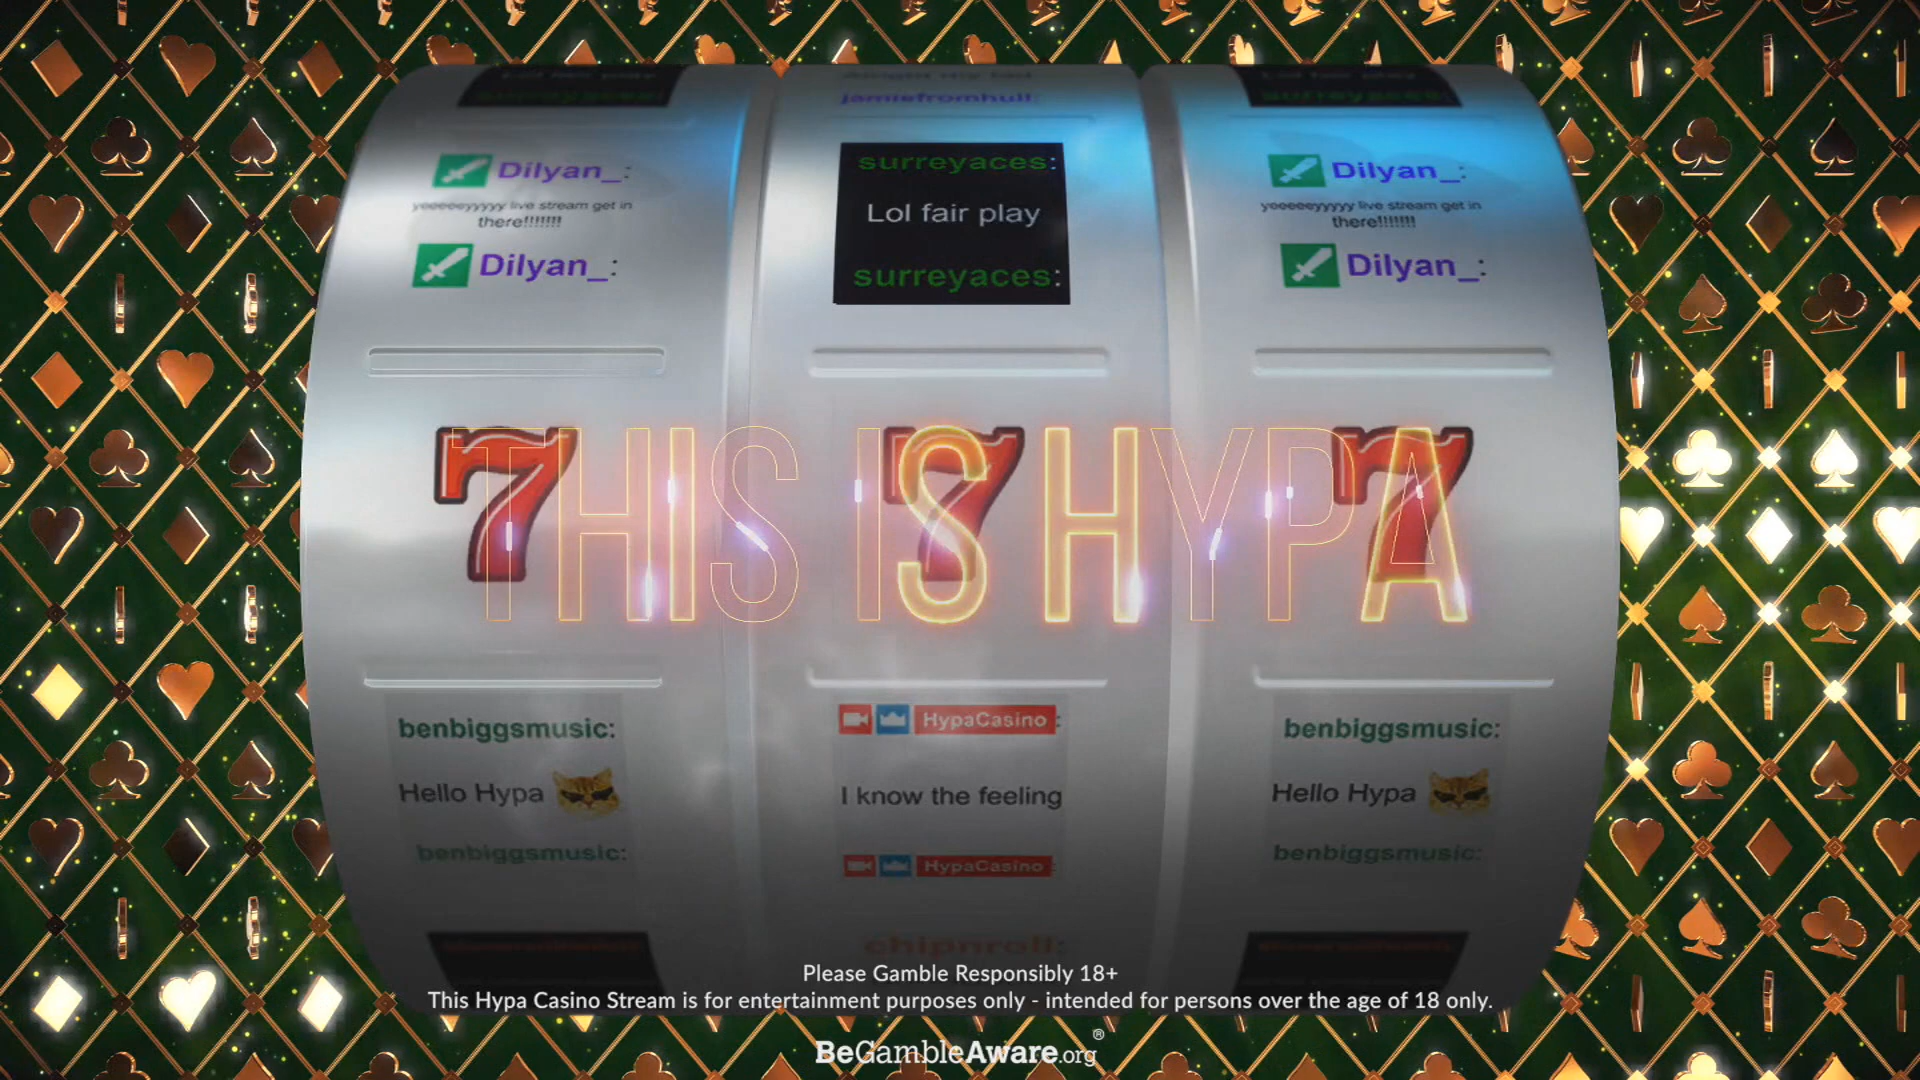 jamiefromhull:
Dilyan_:
yeeeeeyyyyy live stream get in
there!!!!!!!
Dilyan_:
surreyaces:
Lol fair play
surreyaces:
Dilyan_:
yeeeeeyyyyy live stream get in
there!!!!!!!
Dilyan_:
7 7 7
THIS IS HYPA
benbiggsmusic:
Hello Hypa
benbiggsmusic:
HypaCasino:
I know the feeling
HypaCasino:
chipnroll:
benbiggsmusic:
Hello Hypa
benbiggsmusic:
Please Gamble Responsibly 18+
This Hypa Casino Stream is for entertainment purposes only - intended for persons over the age of 18 only.
BeGambleAware.org®